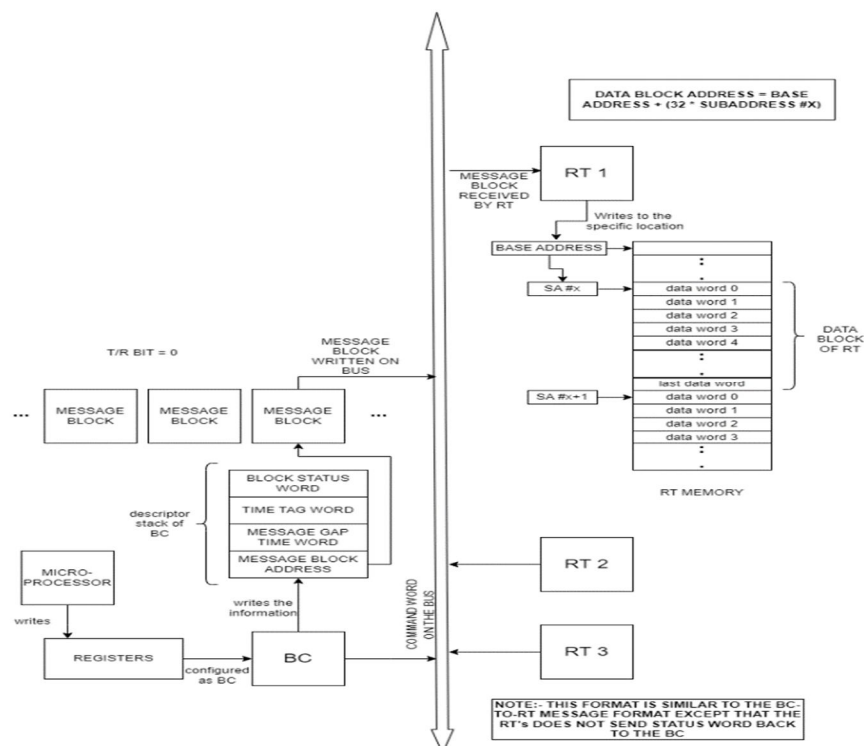 DATA BLOCK ADDRESS = BASE
ADDRESS + (32 * SUBADDRESS #X)
MESSAGE
BLOCK
RECEIVED
BY RT
RT 1
Writes to the
specific location
BASE ADDRESS
:
.
SA #x
data word 0
data word 1
data word 2
data word 3
data word 4
:
.
last data word
DATA
BLOCK
OF RT
SA #x+1
data word 0
data word 1
data word 2
data word 3
:
.
RT MEMORY
T/R BIT = 0
MESSAGE
BLOCK
WRITTEN ON
BUS
...
MESSAGE
BLOCK
MESSAGE
BLOCK
MESSAGE
BLOCK
...
descriptor
stack of
BC
BLOCK STATUS
WORD
TIME TAG WORD
MESSAGE GAP
TIME WORD
MESSAGE BLOCK
ADDRESS
MICRO-
PROCESSOR
writes
REGISTERS
configured
as BC
writes the
information
BC
COMMAND WORD
ON THE BUS
RT 2
RT 3
NOTE:- THIS FORMAT IS SIMILAR TO THE BC-
TO-RT MESSAGE FORMAT EXCEPT THAT THE
RT's DOES NOT SEND STATUS WORD BACK
TO THE BC